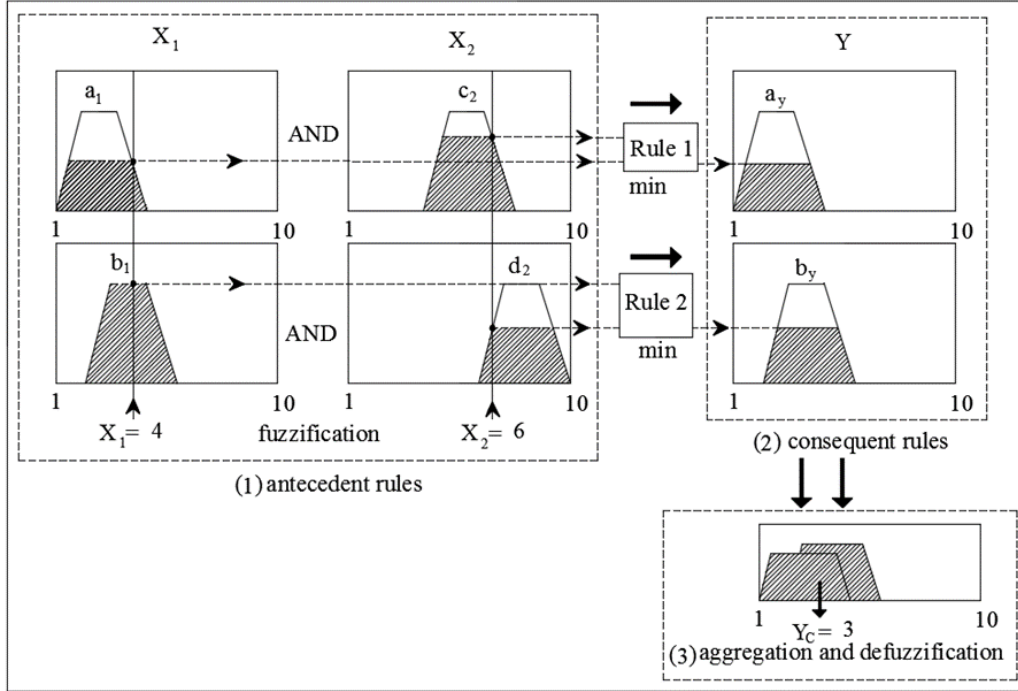 X1 X2 Y
a1 c2 ay
AND Rule 1
min
1 10 1 10 1 10
b1 d2 by
AND Rule 2
min
1 10 1 10 1 10
X1= 4 fuzzification X2= 6
(2) consequent rules
(1) antecedent rules
1 10
YC= 3
(3) aggregation and defuzzification